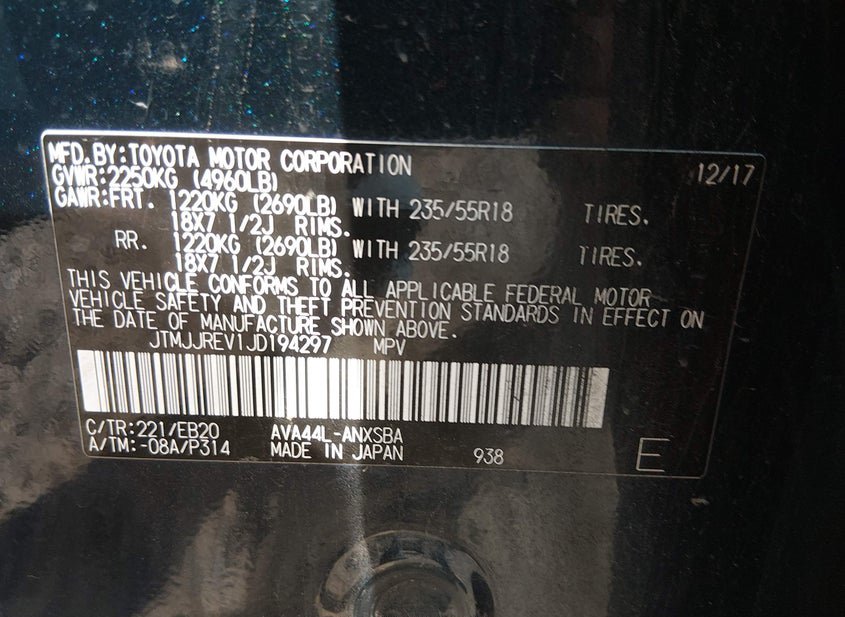 MFD.BY:TOYOTA MOTOR CORPORATION 12/17
GVWR:2250KG (4960LB)
GAWR:FRT. 1220KG (2690LB) WITH 235/55R18 TIRES.
18X7 1/2J RIMS.
RR. 1220KG (2690LB) WITH 235/55R18 TIRES.
18X7 1/2J RIMS.
THIS VEHICLE CONFORMS TO ALL APPLICABLE FEDERAL MOTOR
VEHICLE SAFETY AND THEFT PREVENTION STANDARDS IN EFFECT ON
THE DATE OF MANUFACTURE SHOWN ABOVE.
JTMJJREV1JD194297 MPV
C/TR:221/EB20 AVA44L-ANXSBA
A/TM:-08A/P314 MADE IN JAPAN 938 E